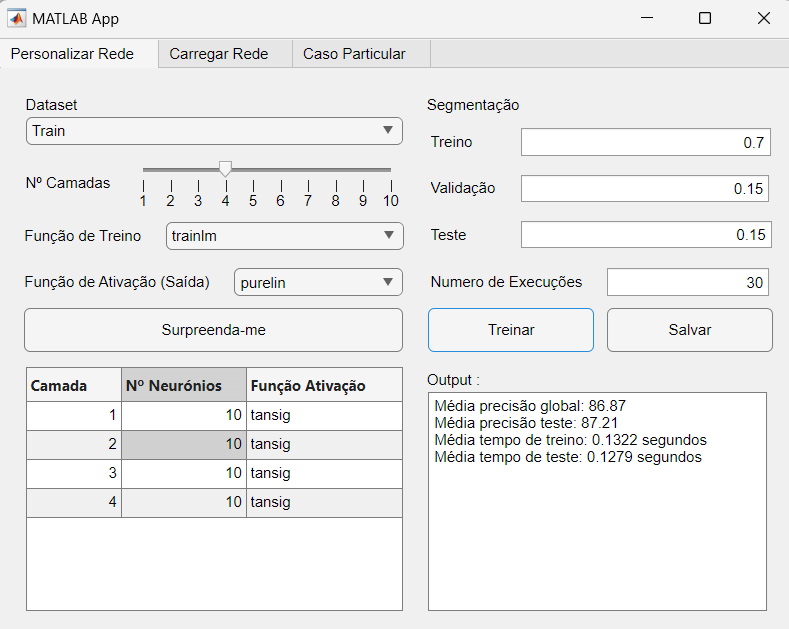 MATLAB App
Personalizar Rede Carregar Rede Caso Particular
Dataset
Train
Nº Camadas
1 2 3 4 5 6 7 8 9 10
Função de Treino trainlm
Função de Ativação (Saída) purelin
Surpreenda-me
Camada Nº Neurónios Função Ativação
1 10 tansig
2 10 tansig
3 10 tansig
4 10 tansig
Segmentação
Treino 0.7
Validação 0.15
Teste 0.15
Numero de Execuções 30
Treinar Salvar
Output :
Média precisão global: 86.87
Média precisão teste: 87.21
Média tempo de treino: 0.1322 segundos
Média tempo de teste: 0.1279 segundos